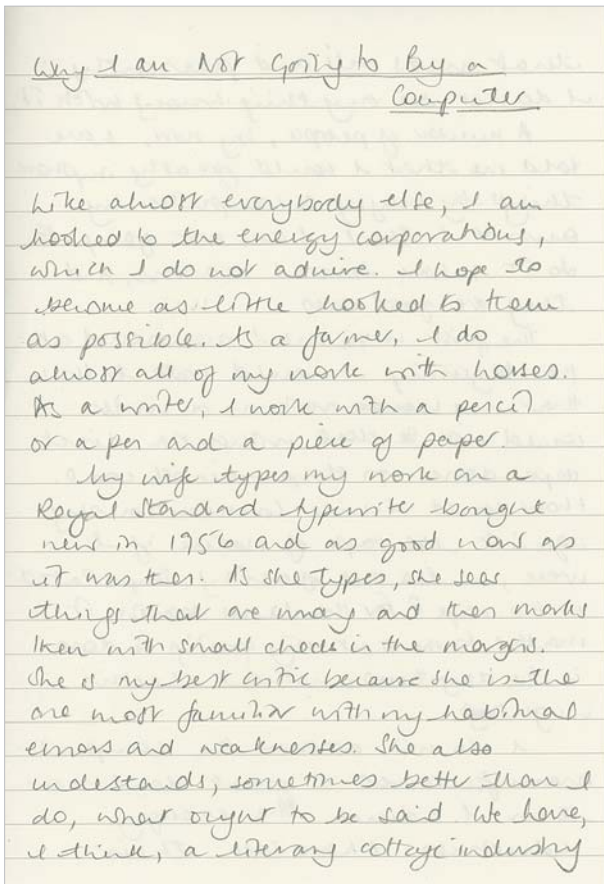 Why I am Not Going to Buy a
Computer
Like almost everybody else, I am
hooked to the energy corporations,
which I do not admire. I hope to
become as little hooked to them
as possible. As a farmer, I do
almost all of my work with horses.
As a writer, I work with a pencil
or a pen and a piece of paper.
My wife types my work on a
Royal Standard typewriter bought
new in 1956 and as good now as
it was then. As she types, she sees
things that are wrong and then marks
them with small checks in the margins.
She is my best critic because she is the
one most familiar with my habitual
errors and weaknesses. She also
undestands, sometimes better than I
do, what ought to be said. We have,
I think, a literary cottage industry